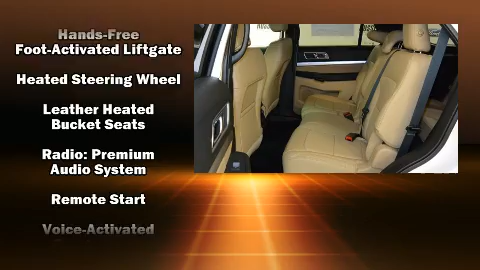 Hands-Free
Foot-Activated Liftgate
Heated Steering Wheel
Leather Heated
Bucket Seats
Radio: Premium
Audio System
Remote Start
Voice-Activated